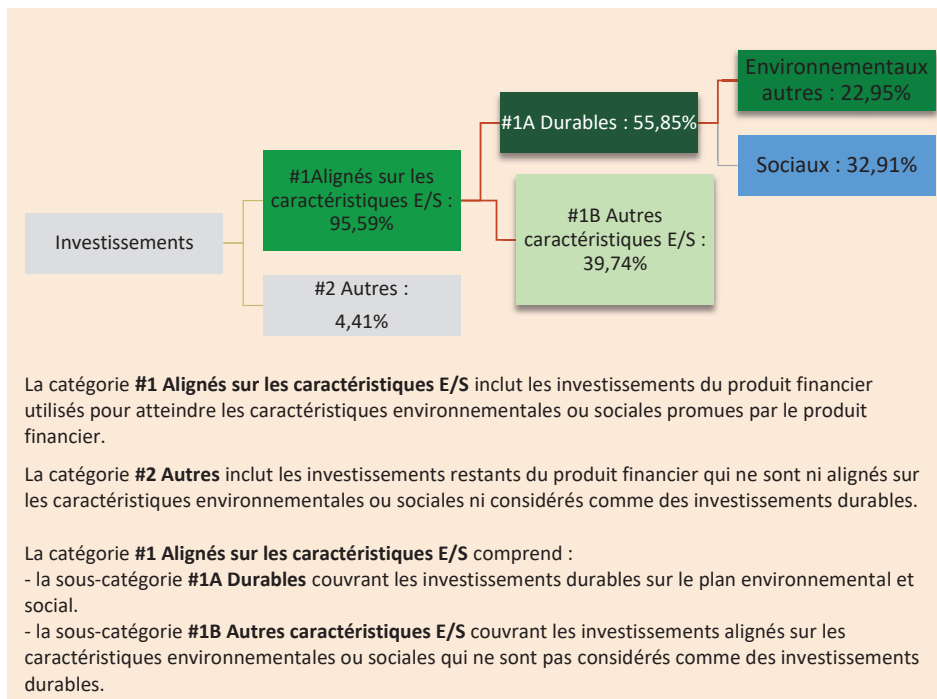 Environnementaux
autres : 22,95%
#1A Durables : 55,85%
Sociaux : 32,91%
#1Alignés sur les
caractéristiques E/S :
95,59%
#1B Autres
caractéristiques E/S :
39,74%
Investissements
#2 Autres :
4,41%
La catégorie #1 Alignés sur les caractéristiques E/S inclut les investissements du produit financier
utilisés pour atteindre les caractéristiques environnementales ou sociales promues par le produit
financier.
La catégorie #2 Autres inclut les investissements restants du produit financier qui ne sont ni alignés sur
les caractéristiques environnementales ou sociales ni considérés comme des investissements durables.
La catégorie #1 Alignés sur les caractéristiques E/S comprend :
- la sous-catégorie #1A Durables couvrant les investissements durables sur le plan environnemental et
social.
- la sous-catégorie #1B Autres caractéristiques E/S couvrant les investissements alignés sur les
caractéristiques environnementales ou sociales qui ne sont pas considérés comme des investissements
durables.